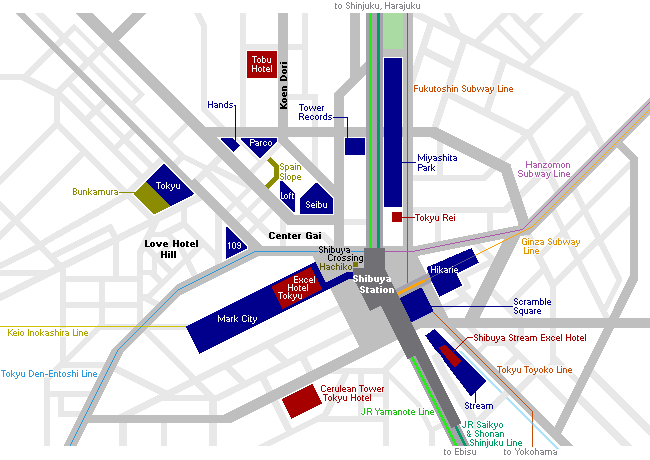 to Shinjuku, Harajuku
Tobu
Hotel
Koen Dori
Fukutoshin Subway Line
Hands
Tower
Records
Parco
Miyashita
Park
Hanzomon
Subway Line
Spain
Slope
Bunkamura
Tokyu
Loft
Seibu
Tokyu Rei
Love Hotel
Hill
109
Center Gai
Ginza Subway
Line
Shibuya
Crossing
Hachiko
Hikarie
Shibuya
Station
Excel
Hotel
Tokyu
Mark City
Scramble
Square
Keio Inokashira Line
Shibuya Stream Excel Hotel
Tokyu Den-Entoshi Line
Tokyu Toyoko Line
Cerulean Tower
Tokyu Hotel
Stream
JR Yamanote Line
JR Saikyo
& Shonan
Shinjuku Line
to Ebisu
to Yokohama